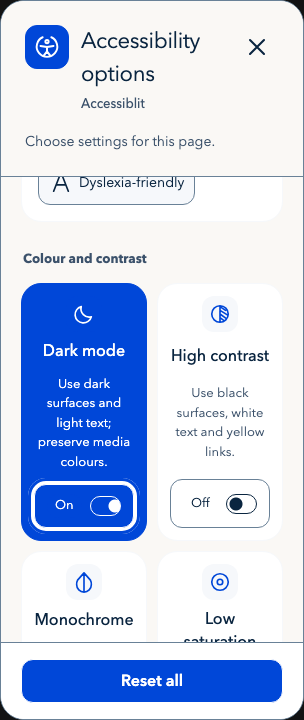 Accessibility
options
Accessiblit
Choose settings for this page.
Dyslexia-friendly
Colour and contrast
Dark mode
Use dark
surfaces and
light text;
preserve media
colours.
On
High contrast
Use black
surfaces, white
text and yellow
links.
Off
Monochrome
Low
saturation
Reset all